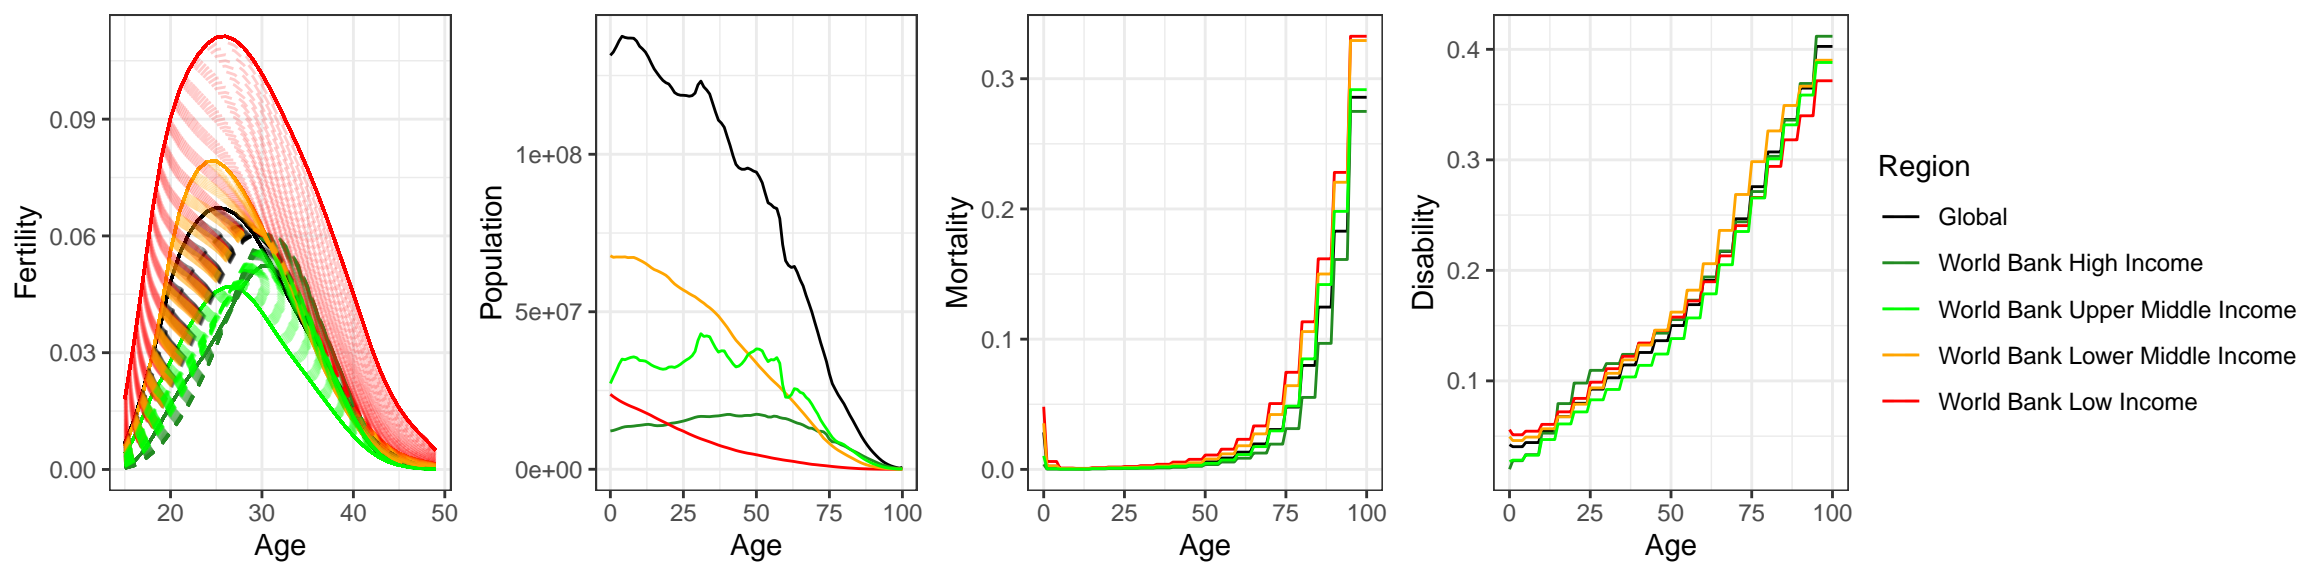 Fertility
0.09
0.06
0.03
0.00
20
30
40
50
Age
Population
1e+08
5e+07
0e+00
0
25
50
75
100
Age
Mortality
0.3
0.2
0.1
0.0
0
25
50
75
100
Age
Disability
0.4
0.3
0.2
0.1
0
25
50
75
100
Age
Region
Global
World Bank High Income
World Bank Upper Middle Income
World Bank Lower Middle Income
World Bank Low Income